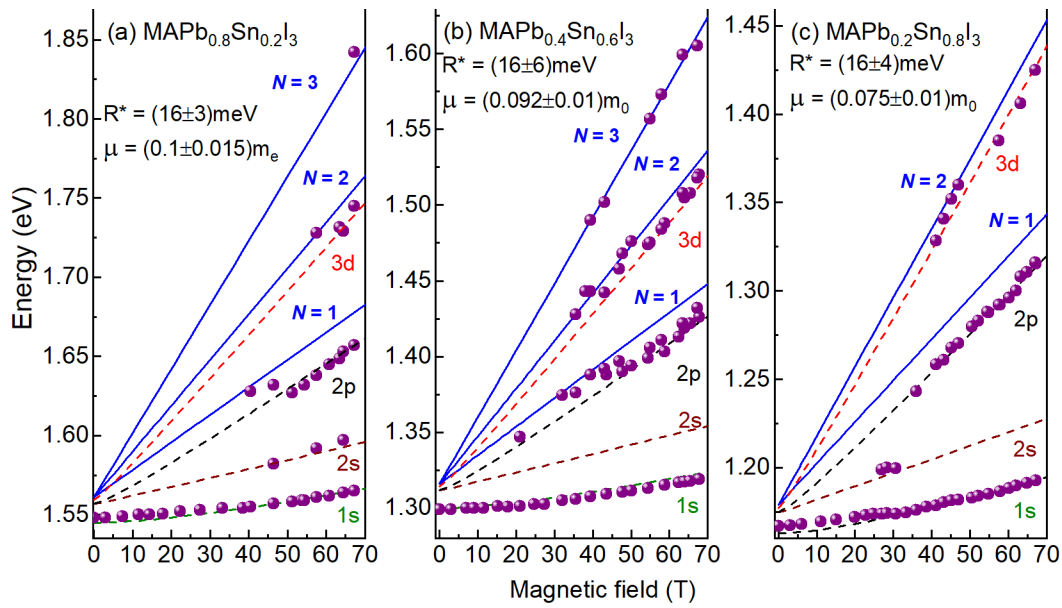 (a) MAPb0.8Sn0.2I3
R* = (16±3)meV
μ = (0.1±0.015)me
N = 3
N = 2
3d
N = 1
2p
2s
1s
1.85
1.80
1.75
1.70
1.65
1.60
1.55
0 10 20 30 40 50 60 70
Energy (eV)
(b) MAPb0.4Sn0.6I3
R* = (16±6)meV
μ = (0.092±0.01)m0
N = 3
N = 2
3d
N = 1
2p
2s
1s
1.60
1.55
1.50
1.45
1.40
1.35
1.30
0 10 20 30 40 50 60 70
(c) MAPb0.2Sn0.8I3
R* = (16±4)meV
μ = (0.075±0.01)m0
3d
N = 2
N = 1
2p
2s
1s
1.45
1.40
1.35
1.30
1.25
1.20
0 10 20 30 40 50 60 70
Magnetic field (T)